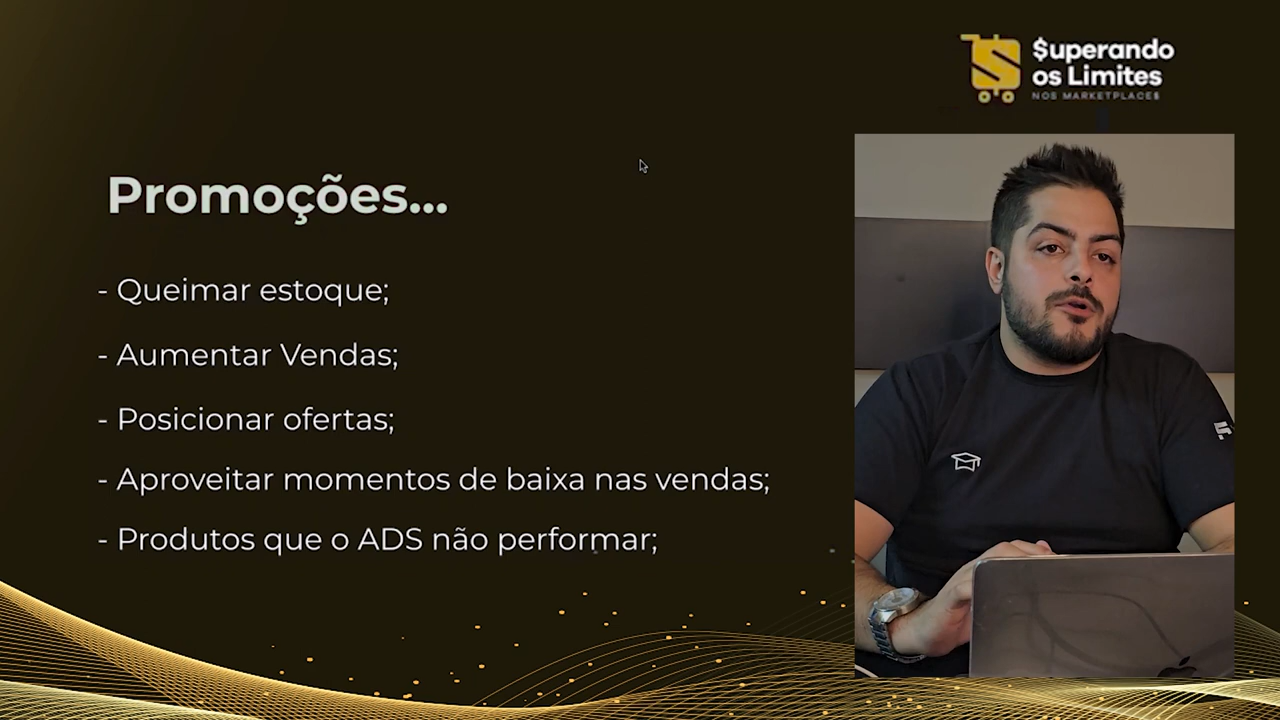 $uperando
os Limites
NOS MARKETPLACE$
Promoções...
- Queimar estoque;
- Aumentar Vendas;
- Posicionar ofertas;
- Aproveitar momentos de baixa nas vendas;
- Produtos que o ADS não performar;